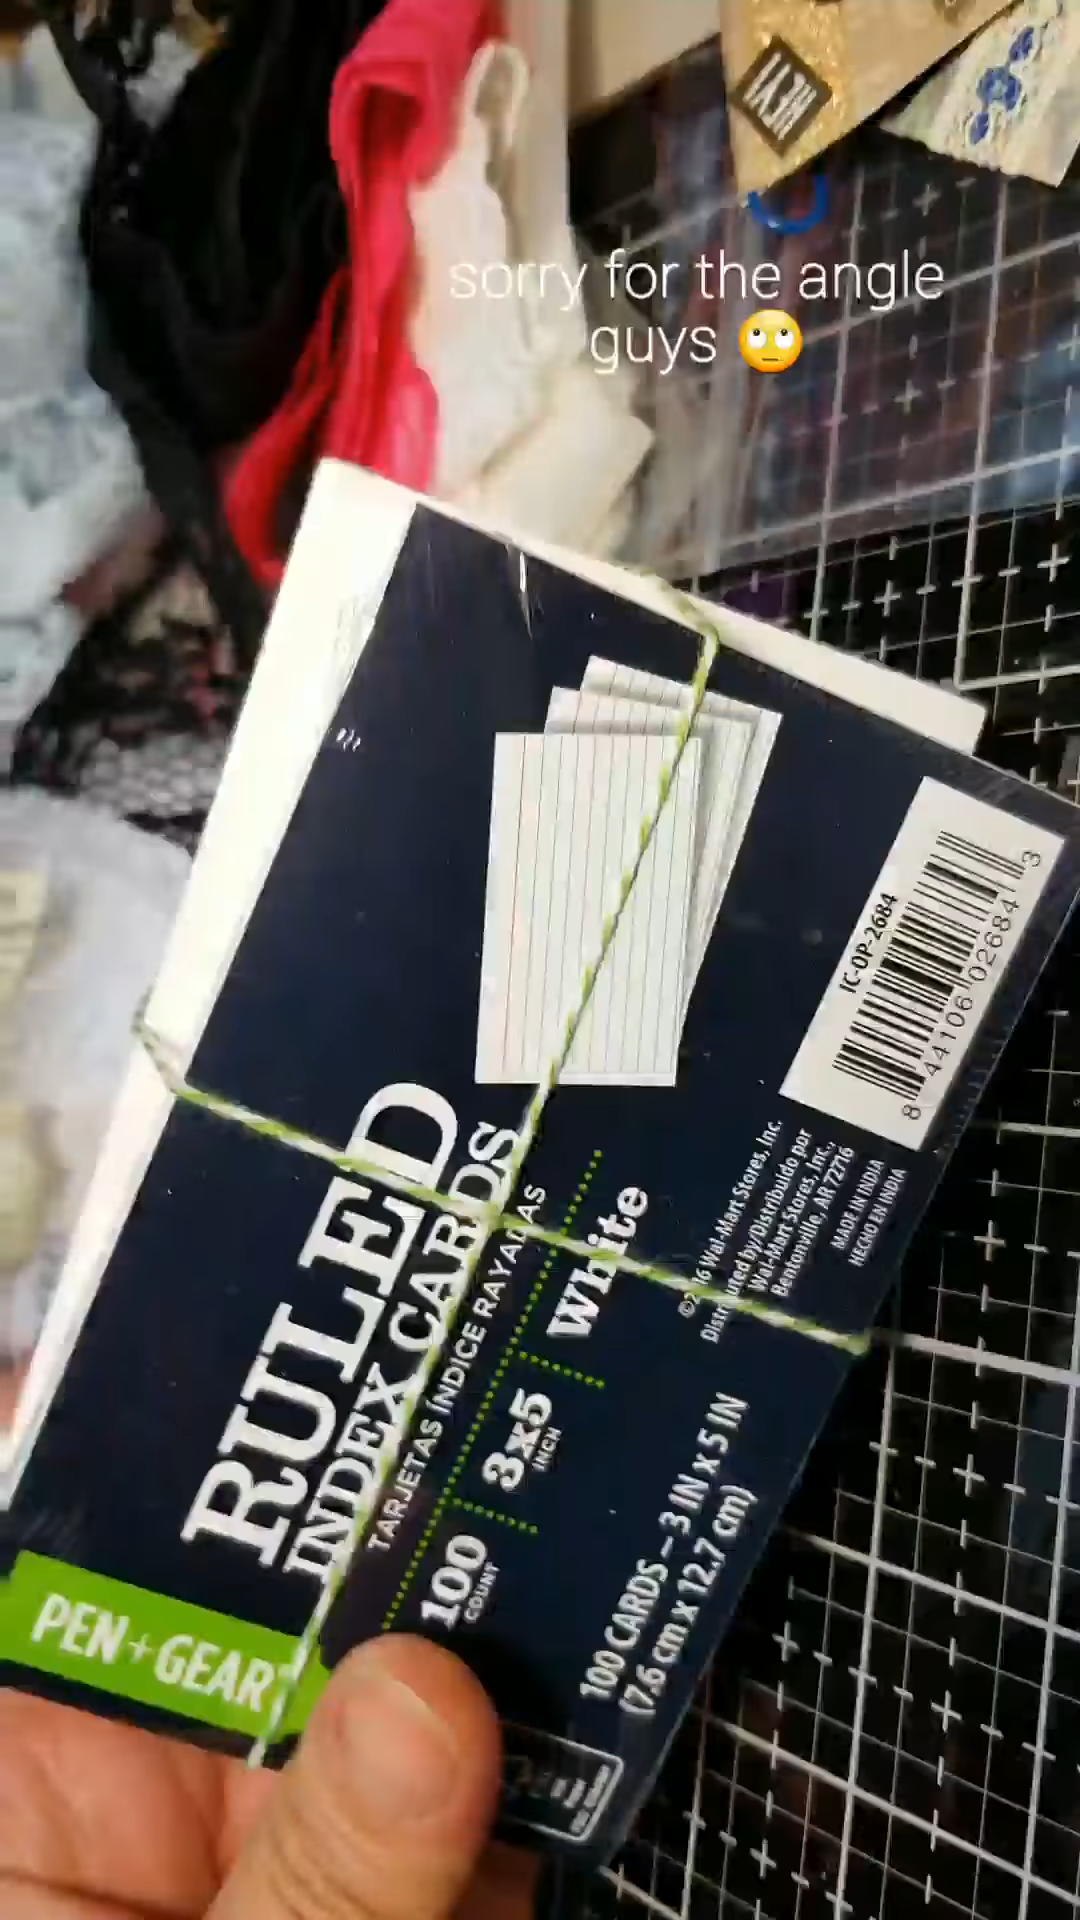 HEY!
sorry for the angle
guys 🙄
RULED
INDEX CARDS
TARJETAS ÍNDICE RAYADAS
100
COUNT
3x5
INCH
White
PEN+GEAR
100 CARDS – 3 IN x 5 IN
(7.6 cm x 12.7 cm)
Wal-Mart Stores, Inc.
Distributed by/Distribuido por
Wal-Mart Stores, Inc.,
Bentonville, AR 72716
MADE IN INDIA
HECHO EN INDIA
IC-OP-2684
8 44106 02684 3